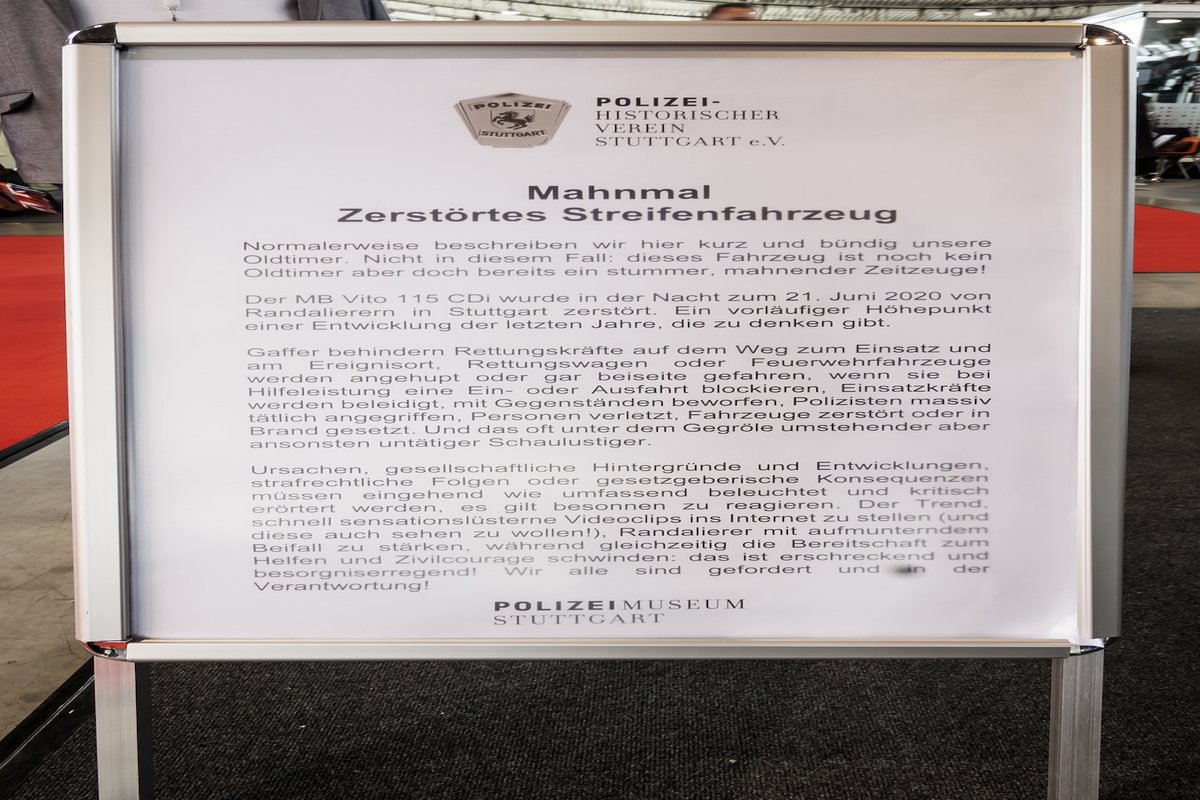 POLIZEI
STUTTGART
POLIZEI-
HISTORISCHER
VEREIN
STUTTGART e.V.
Mahnmal
Zerstörtes Streifenfahrzeug
Normalerweise beschreiben wir hier kurz und bündig unsere
Oldtimer. Nicht in diesem Fall: dieses Fahrzeug ist noch kein
Oldtimer aber doch bereits ein stummer, mahnender Zeitzeuge!
Der MB Vito 115 CDi wurde in der Nacht zum 21. Juni 2020 von
Randalierern in Stuttgart zerstört. Ein vorläufiger Höhepunkt
einer Entwicklung der letzten Jahre, die zu denken gibt.
Gaffer behindern Rettungskräfte auf dem Weg zum Einsatz und
am Ereignisort, Rettungswagen oder Feuerwehrfahrzeuge
werden angehupt oder gar beiseite gefahren, wenn sie bei
Hilfeleistung eine Ein- oder Ausfahrt blockieren, Einsatzkräfte
werden beleidigt, mit Gegenständen beworfen, Polizisten massiv
tätlich angegriffen, Personen verletzt, Fahrzeuge zerstört oder in
Brand gesetzt. Und das oft unter dem Gegröle umstehender aber
ansonsten untätiger Schaulustiger.
Ursachen, gesellschaftliche Hintergründe und Entwicklungen,
strafrechtliche Folgen oder gesetzgeberische Konsequenzen
müssen eingehend wie umfassend beleuchtet und kritisch
erörtert werden, es gilt besonnen zu reagieren. Der Trend,
schnell sensationslüsterne Videoclips ins Internet zu stellen (und
diese auch sehen zu wollen!), Randalierer mit aufmunterndem
Beifall zu stärken, während gleichzeitig die Bereitschaft zum
Helfen und Zivilcourage schwinden: das ist erschreckend und
besorgniserregend! Wir alle sind gefordert und in der
Verantwortung!
POLIZEIMUSEUM
STUTTGART